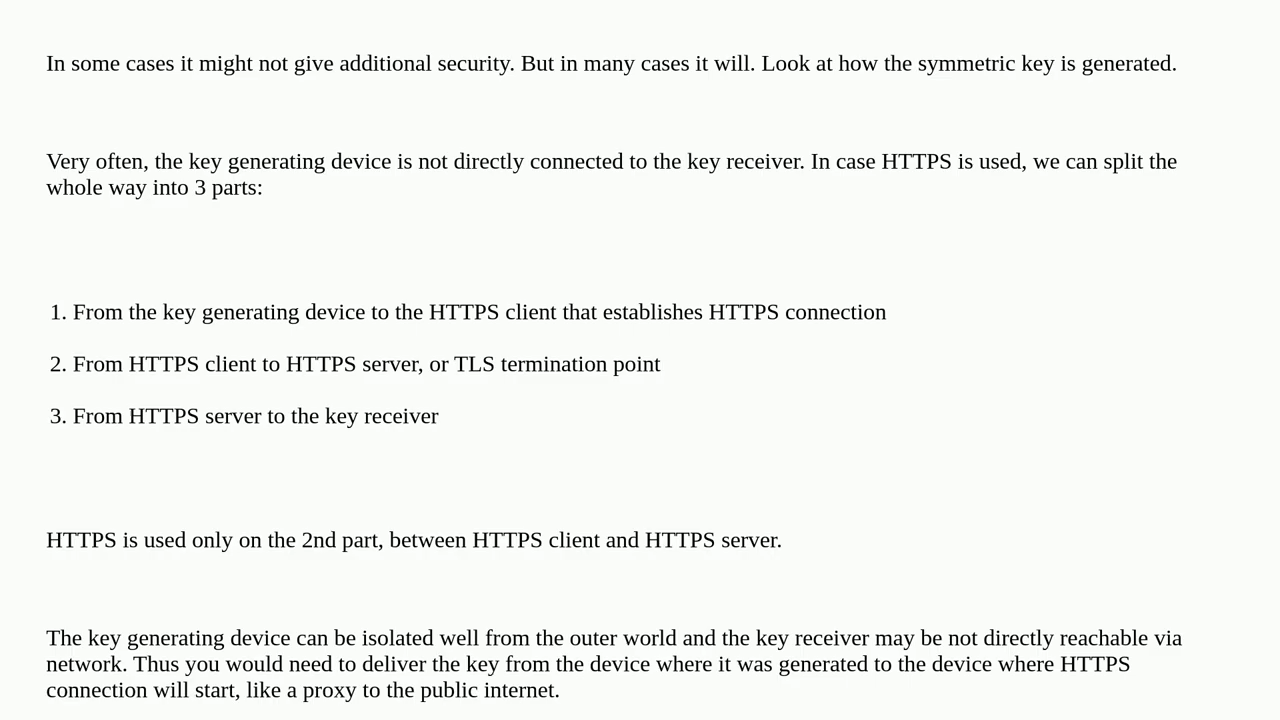 In some cases it might not give additional security. But in many cases it will. Look at how the symmetric key is generated.
Very often, the key generating device is not directly connected to the key receiver. In case HTTPS is used, we can split the
whole way into 3 parts:
1. From the key generating device to the HTTPS client that establishes HTTPS connection
2. From HTTPS client to HTTPS server, or TLS termination point
3. From HTTPS server to the key receiver
HTTPS is used only on the 2nd part, between HTTPS client and HTTPS server.
The key generating device can be isolated well from the outer world and the key receiver may be not directly reachable via
network. Thus you would need to deliver the key from the device where it was generated to the device where HTTPS
connection will start, like a proxy to the public internet.